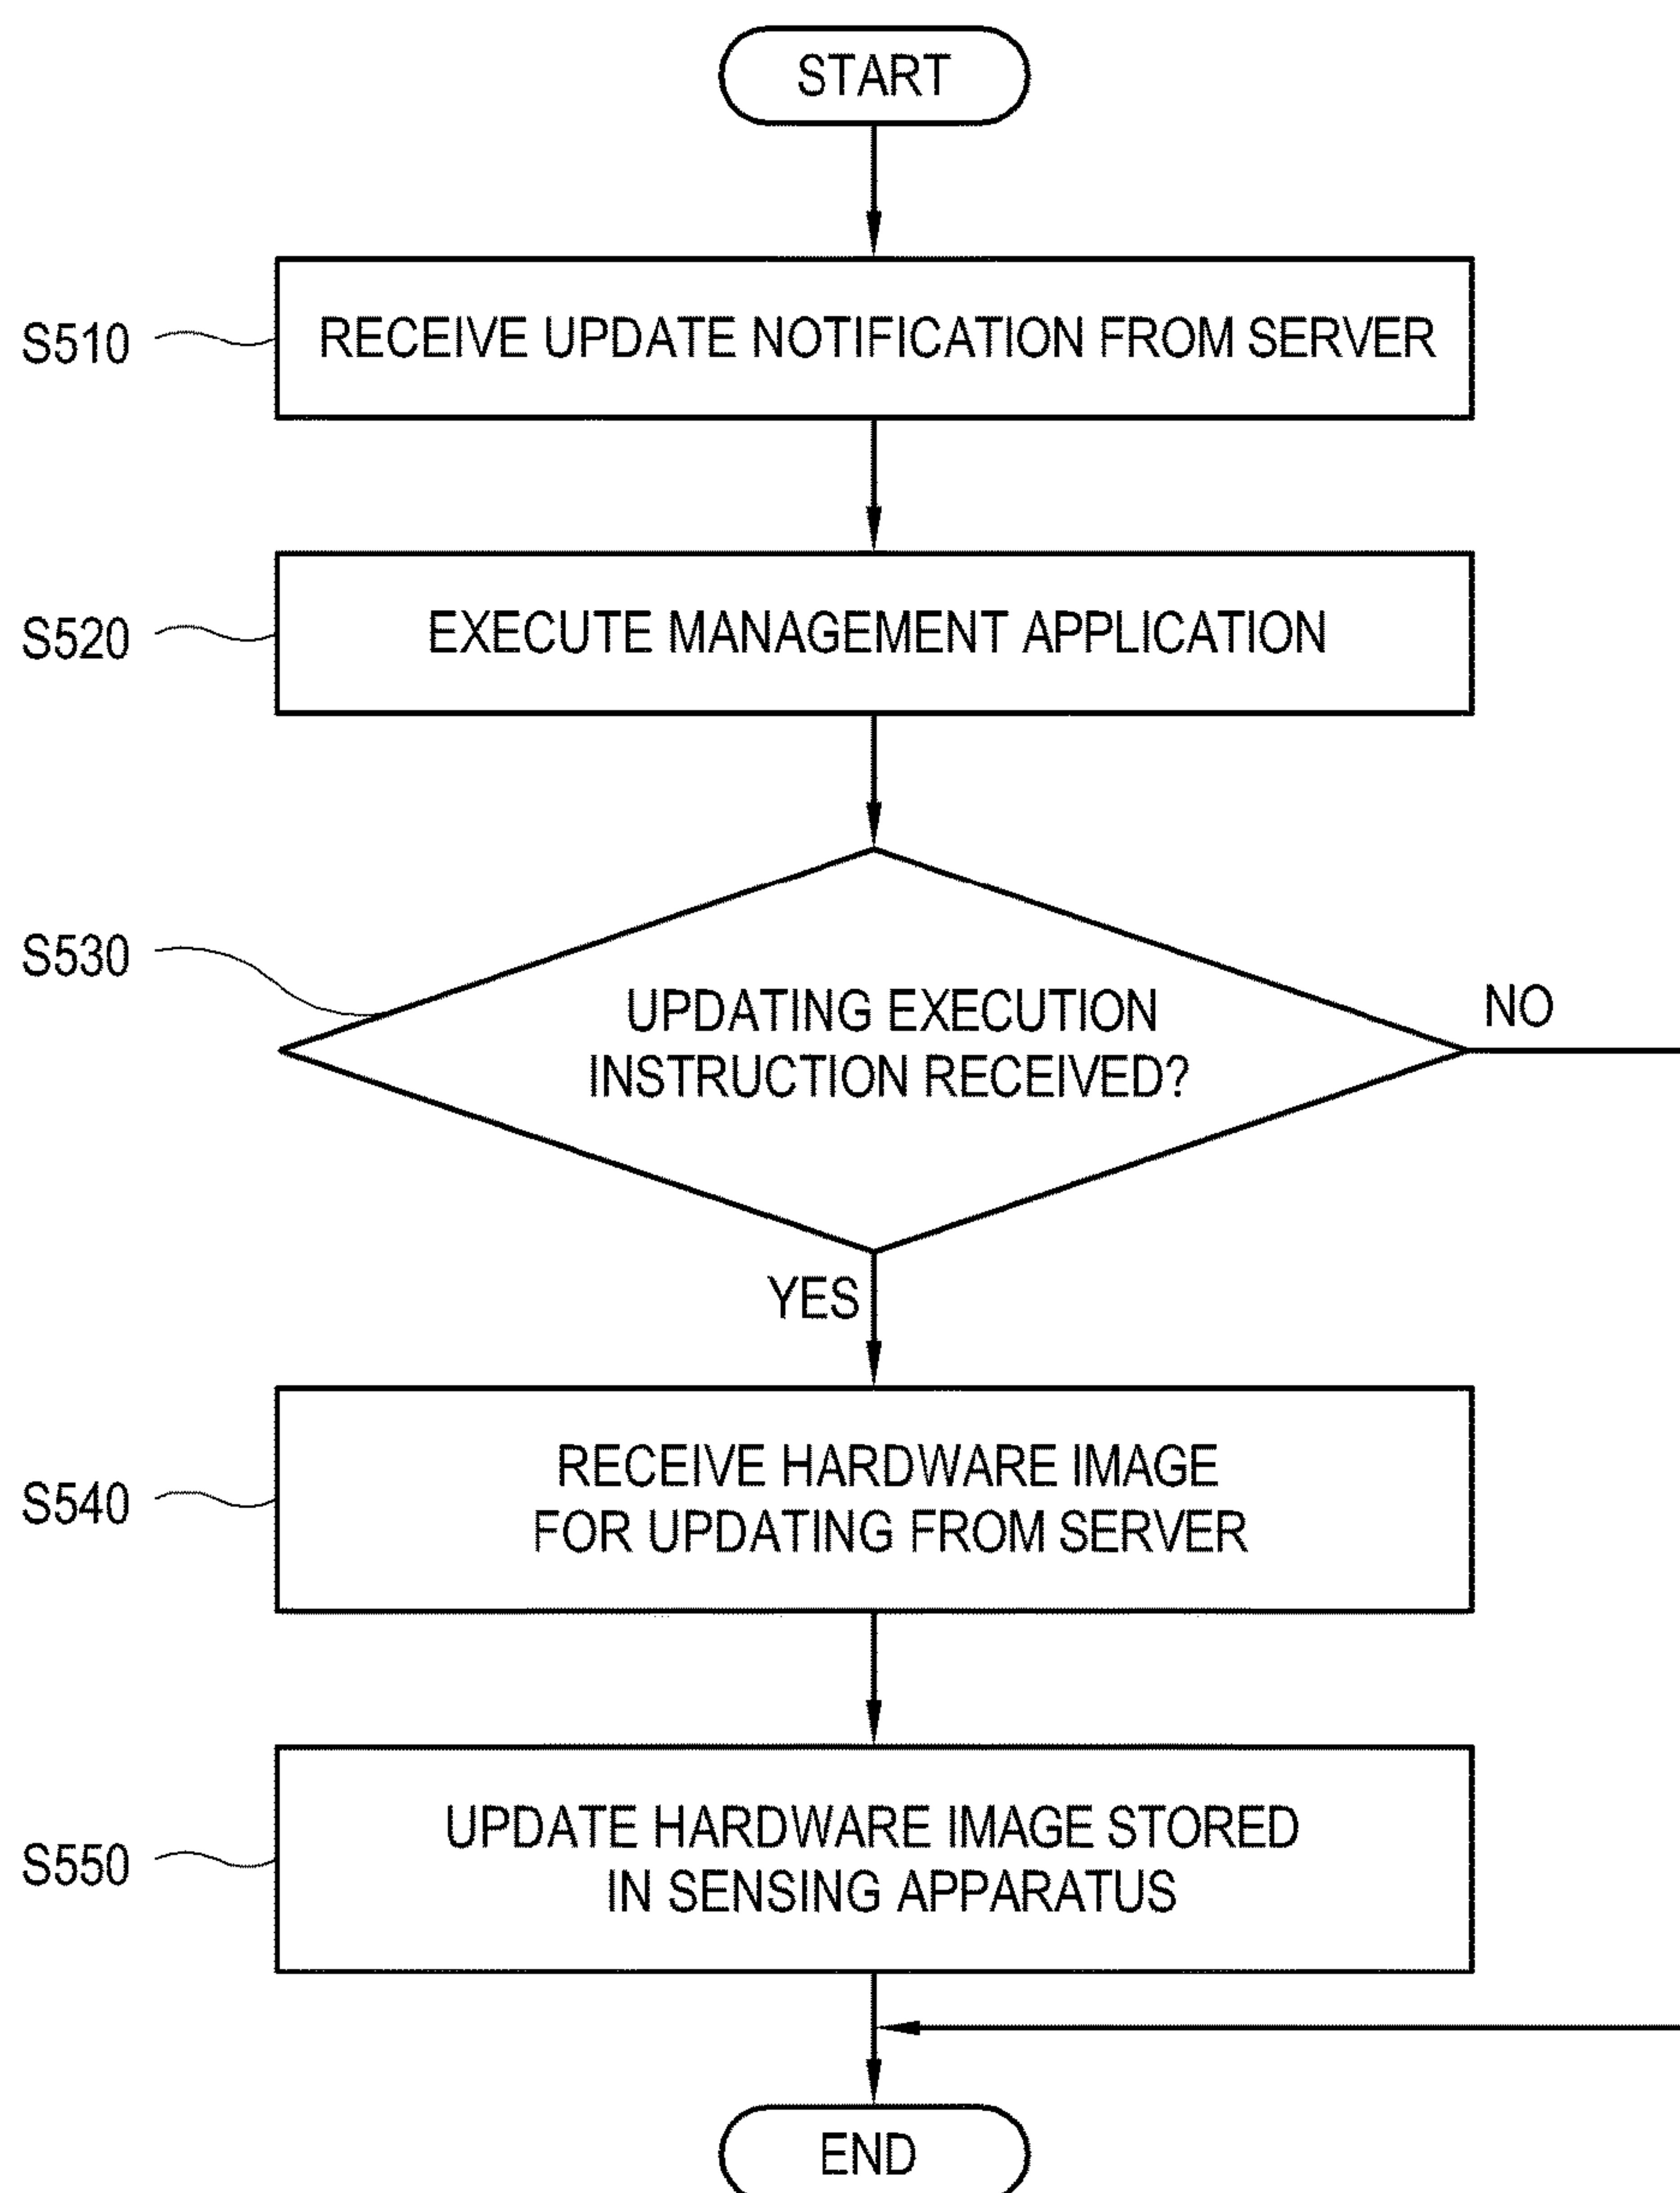 START
S510
RECEIVE UPDATE NOTIFICATION FROM SERVER
S520
EXECUTE MANAGEMENT APPLICATION
S530
UPDATING EXECUTION
INSTRUCTION RECEIVED?
NO
YES
S540
RECEIVE HARDWARE IMAGE
FOR UPDATING FROM SERVER
S550
UPDATE HARDWARE IMAGE STORED
IN SENSING APPARATUS
END